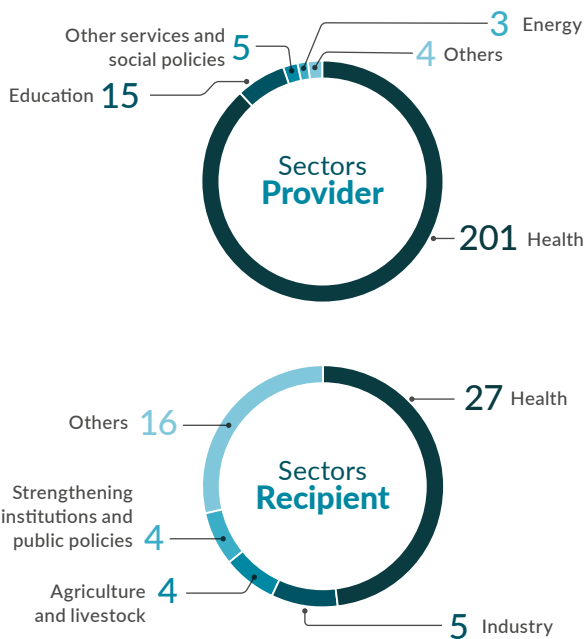 3 Energy
Other services and
social policies 5
4 Others
Education 15
Sectors
Provider
201 Health
27 Health
Others 16
Sectors
Recipient
Strengthening
institutions and
public policies 4
Agriculture
and livestock 4
5 Industry